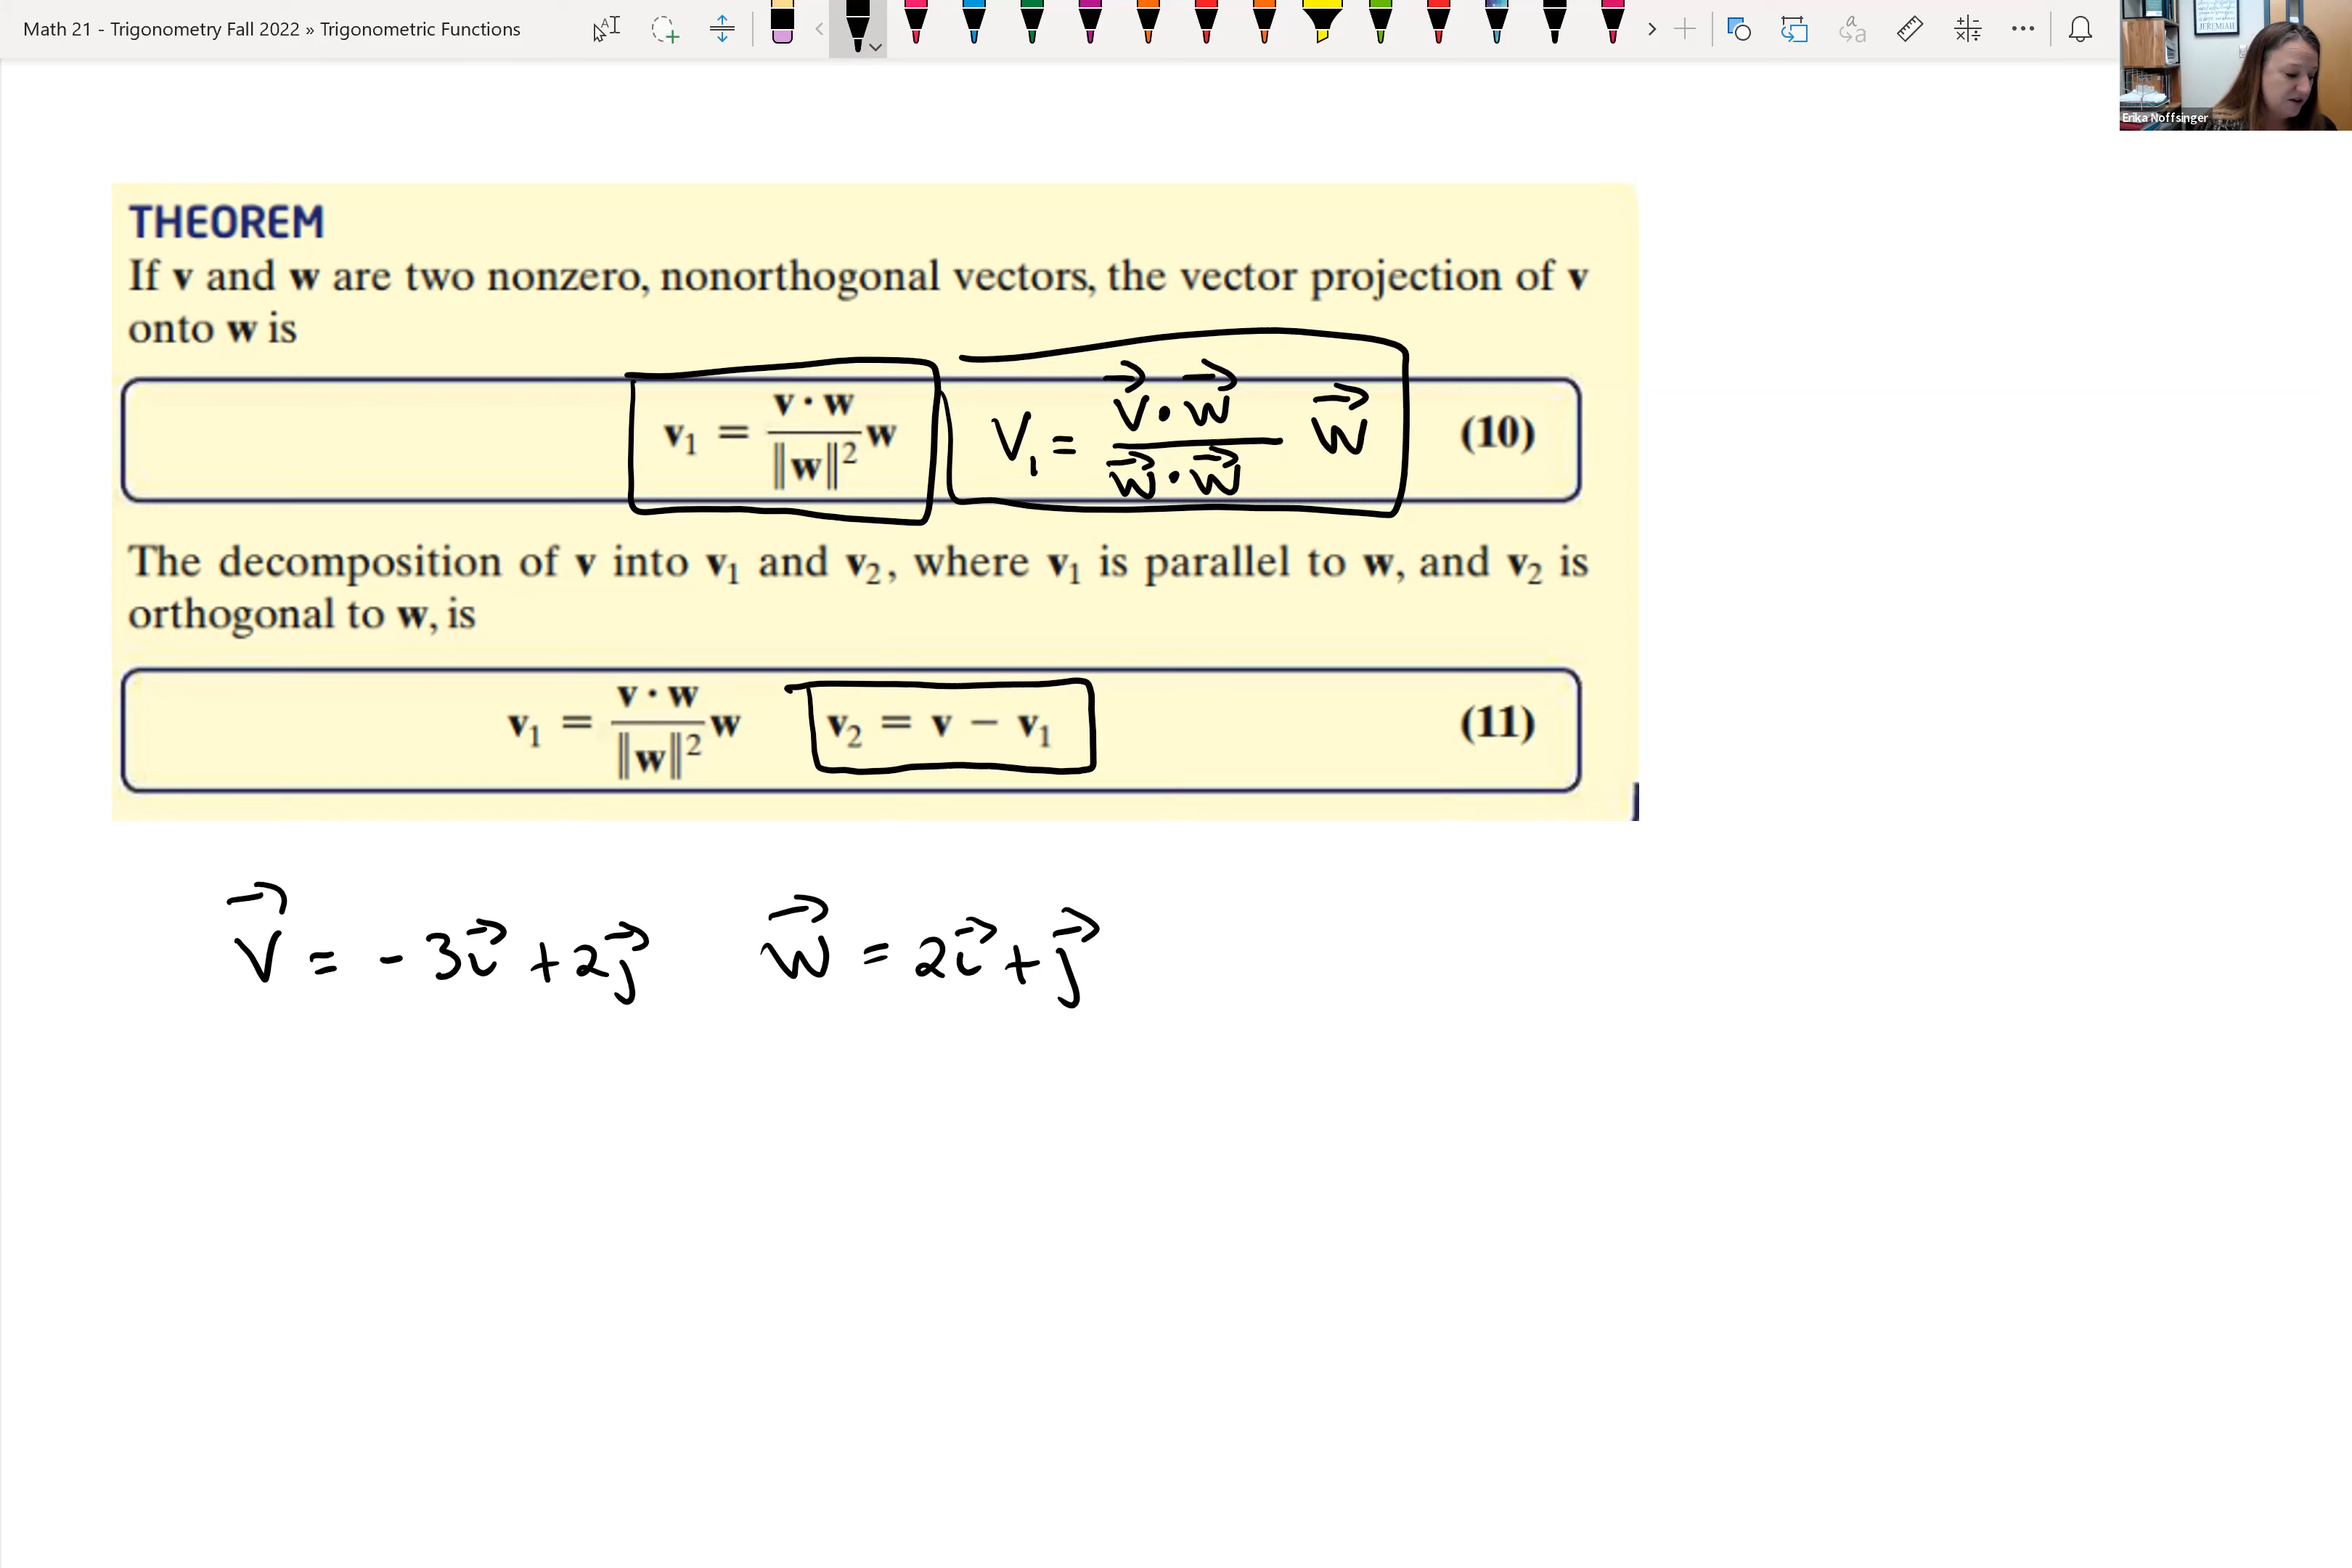 Math 21 - Trigonometry Fall 2022 » Trigonometric Functions
JEREMIAH
Erika Noffsinger
THEOREM
If v and w are two nonzero, nonorthogonal vectors, the vector projection of v
onto w is
v₁ = (v · w)/‖w‖² w    V₁ = (v⃗ · w⃗)/(w⃗ · w⃗) w⃗    (10)
The decomposition of v into v₁ and v₂, where v₁ is parallel to w, and v₂ is
orthogonal to w, is
v₁ = (v · w)/‖w‖² w    v₂ = v − v₁    (11)
v⃗ = -3i⃗ + 2j⃗    w⃗ = 2i⃗ + j⃗